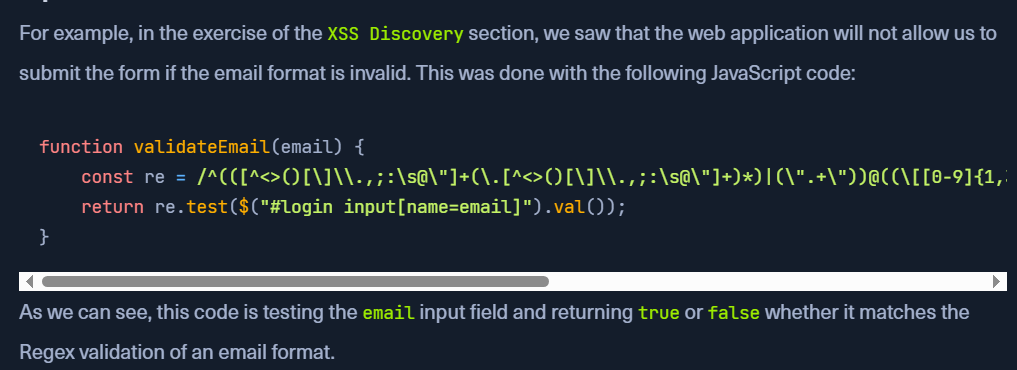 For example, in the exercise of the XSS Discovery section, we saw that the web application will not allow us to
submit the form if the email format is invalid. This was done with the following JavaScript code:
function validateEmail(email) {
const re = /^(([^<>()[\]\\.,;:\s@\"]+(\.[^<>()[\]\\.,;:\s@\"]+)*)|(\".+\"))@((\[[0-9]{1,
return re.test($("#login input[name=email]").val());
}
As we can see, this code is testing the email input field and returning true or false whether it matches the
Regex validation of an email format.